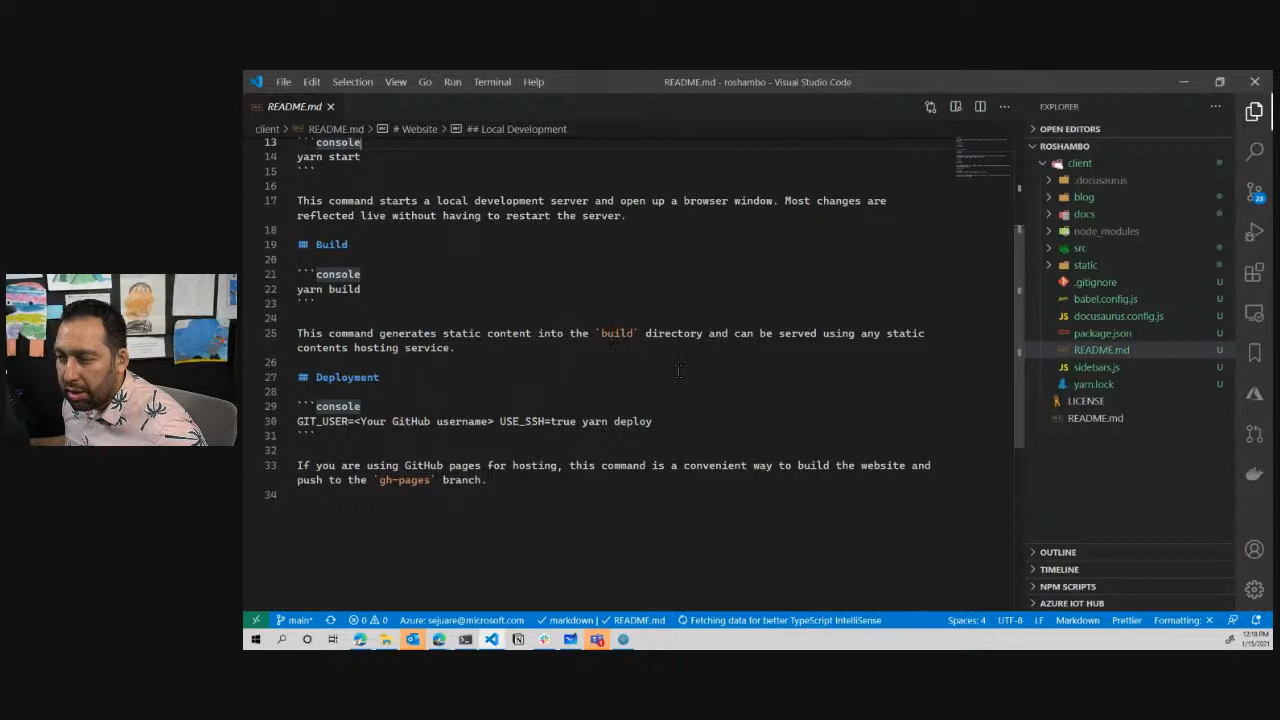 File Edit Selection View Go Run Terminal Help
README.md - roshambo - Visual Studio Code
README.md
EXPLORER
client > README.md > # Website > ## Local Development
OPEN EDITORS
ROSHAMBO
client
.docusaurus
blog
docs
node_modules
src
static
.gitignore U
babel.config.js U
docusaurus.config.js U
package.json U
README.md U
sidebars.js U
yarn.lock U
LICENSE
README.md
OUTLINE
TIMELINE
NPM SCRIPTS
AZURE IOT HUB
23
13 ```console
14 yarn start
15 ```
16
17 This command starts a local development server and open up a browser window. Most changes are
reflected live without having to restart the server.
18
19 ## Build
20
21 ```console
22 yarn build
23 ```
24
25 This command generates static content into the `build` directory and can be served using any static
contents hosting service.
26
27 ## Deployment
28
29 ```console
30 GIT_USER=<Your GitHub username> USE_SSH=true yarn deploy
31 ```
32
33 If you are using GitHub pages for hosting, this command is a convenient way to build the website and
push to the `gh-pages` branch.
34
main* 0 0 Azure: sejuare@microsoft.com markdown | README.md Fetching data for better TypeScript IntelliSense Spaces: 4 UTF-8 LF Markdown Prettier Formatting: ×
12:18 PM
1/15/2021